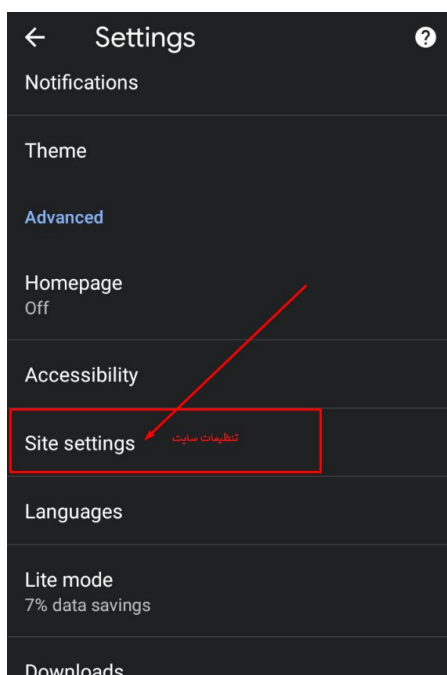 Settings
Notifications
Theme
Advanced
Homepage
Off
Accessibility
Site settings تنظیمات سایت
Languages
Lite mode
7% data savings
Downloads